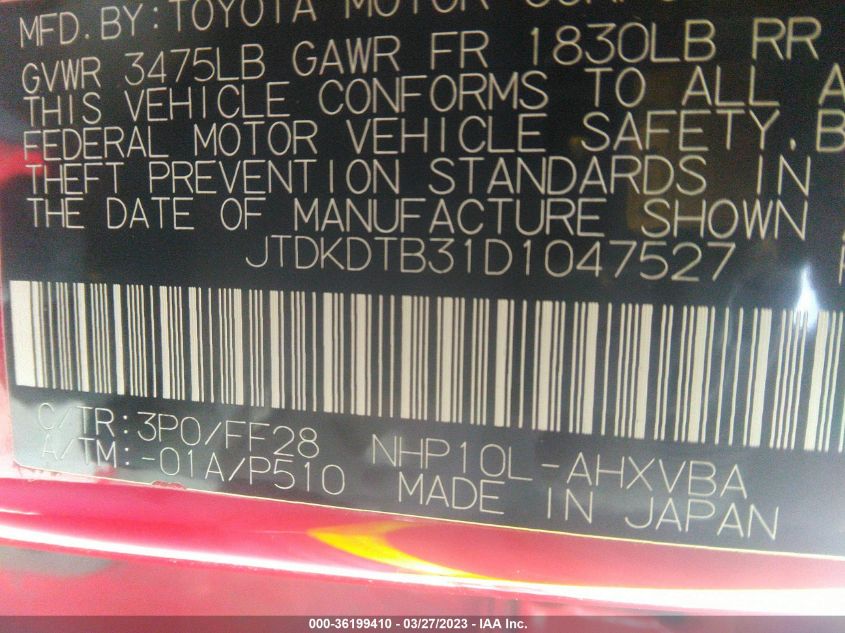 MFD. BY: TOYOTA MOTOR
GVWR 3475LB GAWR FR 1830LB RR
THIS VEHICLE CONFORMS TO ALL A
FEDERAL MOTOR VEHICLE SAFETY, B
THEFT PREVENTION STANDARDS IN
THE DATE OF MANUFACTURE SHOWN
JTDKDTB31D1047527
C/TR: 3P0/FE28 NHP10L-AHXVBA
A/TM: -01A/P510 MADE IN JAPAN
000-36199410 - 03/27/2023 - IAA Inc.